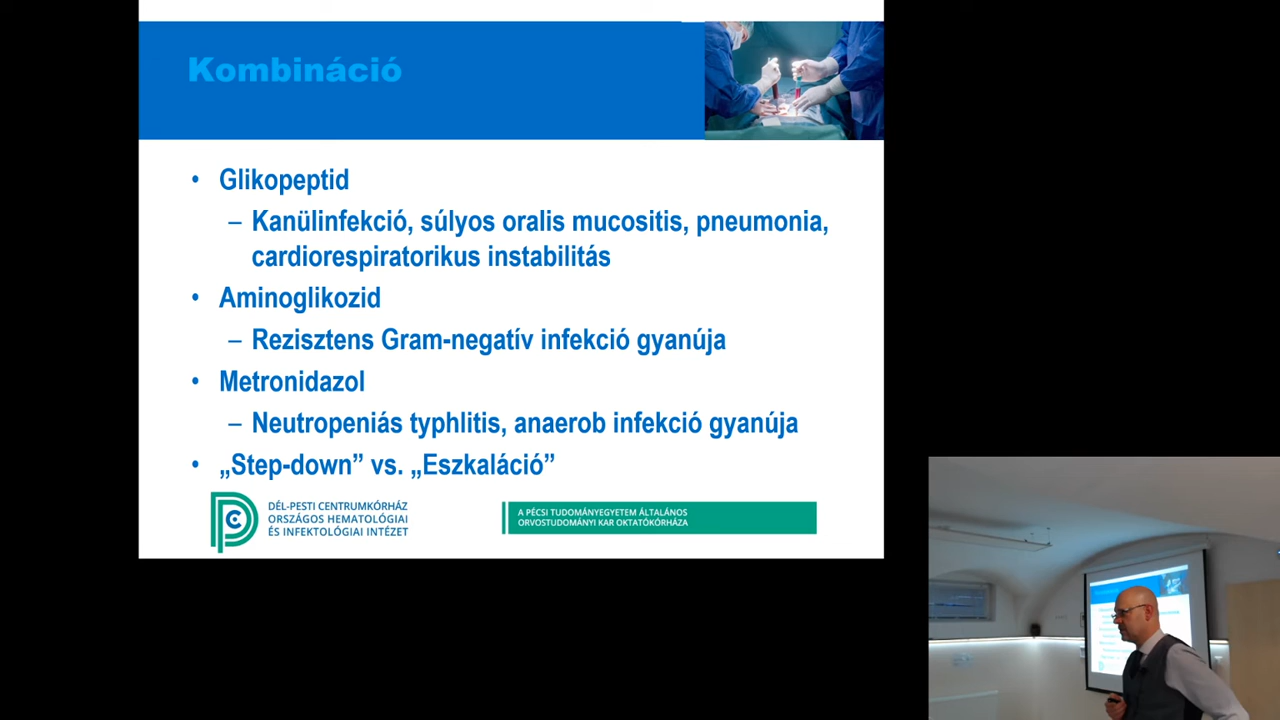 Kombináció
• Glikopeptid
– Kanülinfekció, súlyos oralis mucositis, pneumonia,
cardiorespiratorikus instabilitás
• Aminoglikozid
– Rezisztens Gram-negatív infekció gyanúja
• Metronidazol
– Neutropeniás typhlitis, anaerob infekció gyanúja
• „Step-down” vs. „Eszkaláció”
DÉL-PESTI CENTRUMKÓRHÁZ
ORSZÁGOS HEMATOLÓGIAI
ÉS INFEKTOLÓGIAI INTÉZET
A PÉCSI TUDOMÁNYEGYETEM ÁLTALÁNOS
ORVOSTUDOMÁNYI KAR OKTATÓKÓRHÁZA